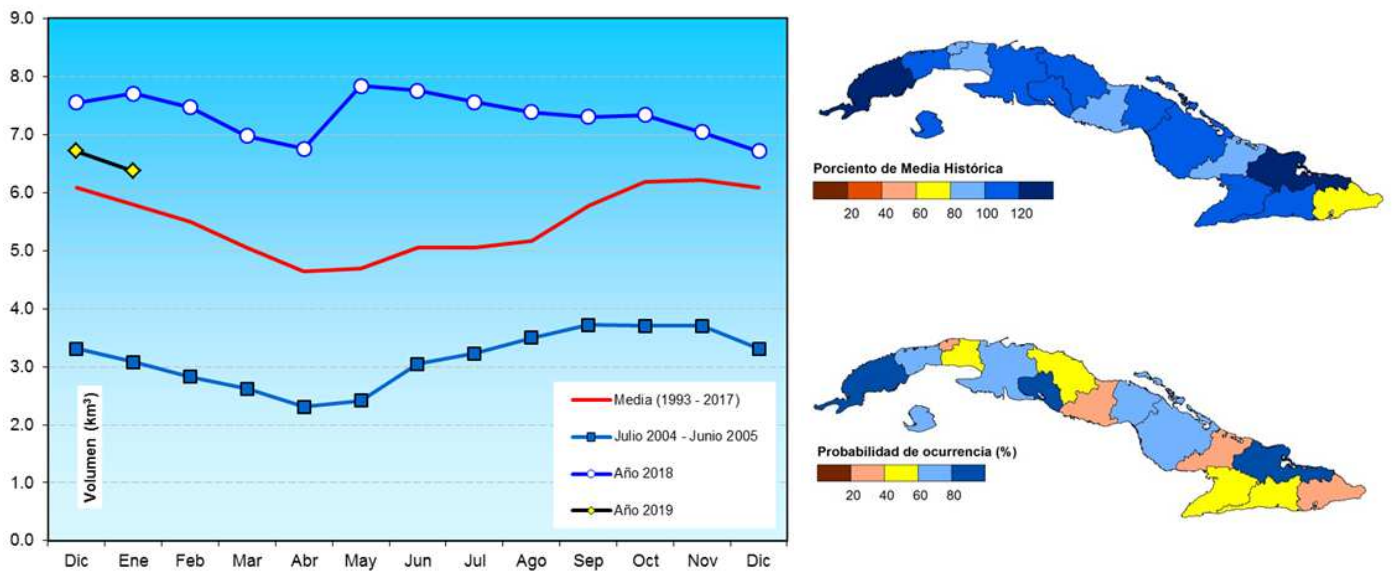 9.0
8.0
7.0
6.0
5.0
4.0
3.0
2.0
1.0
0.0
Volumen (km³)
Media (1993 - 2017)
Julio 2004 - Junio 2005
Año 2018
Año 2019
Dic Ene Feb Mar Abr May Jun Jul Ago Sep Oct Nov Dic
Porciento de Media Histórica
20 40 60 80 100 120
Probabilidad de ocurrencia (%)
20 40 60 80